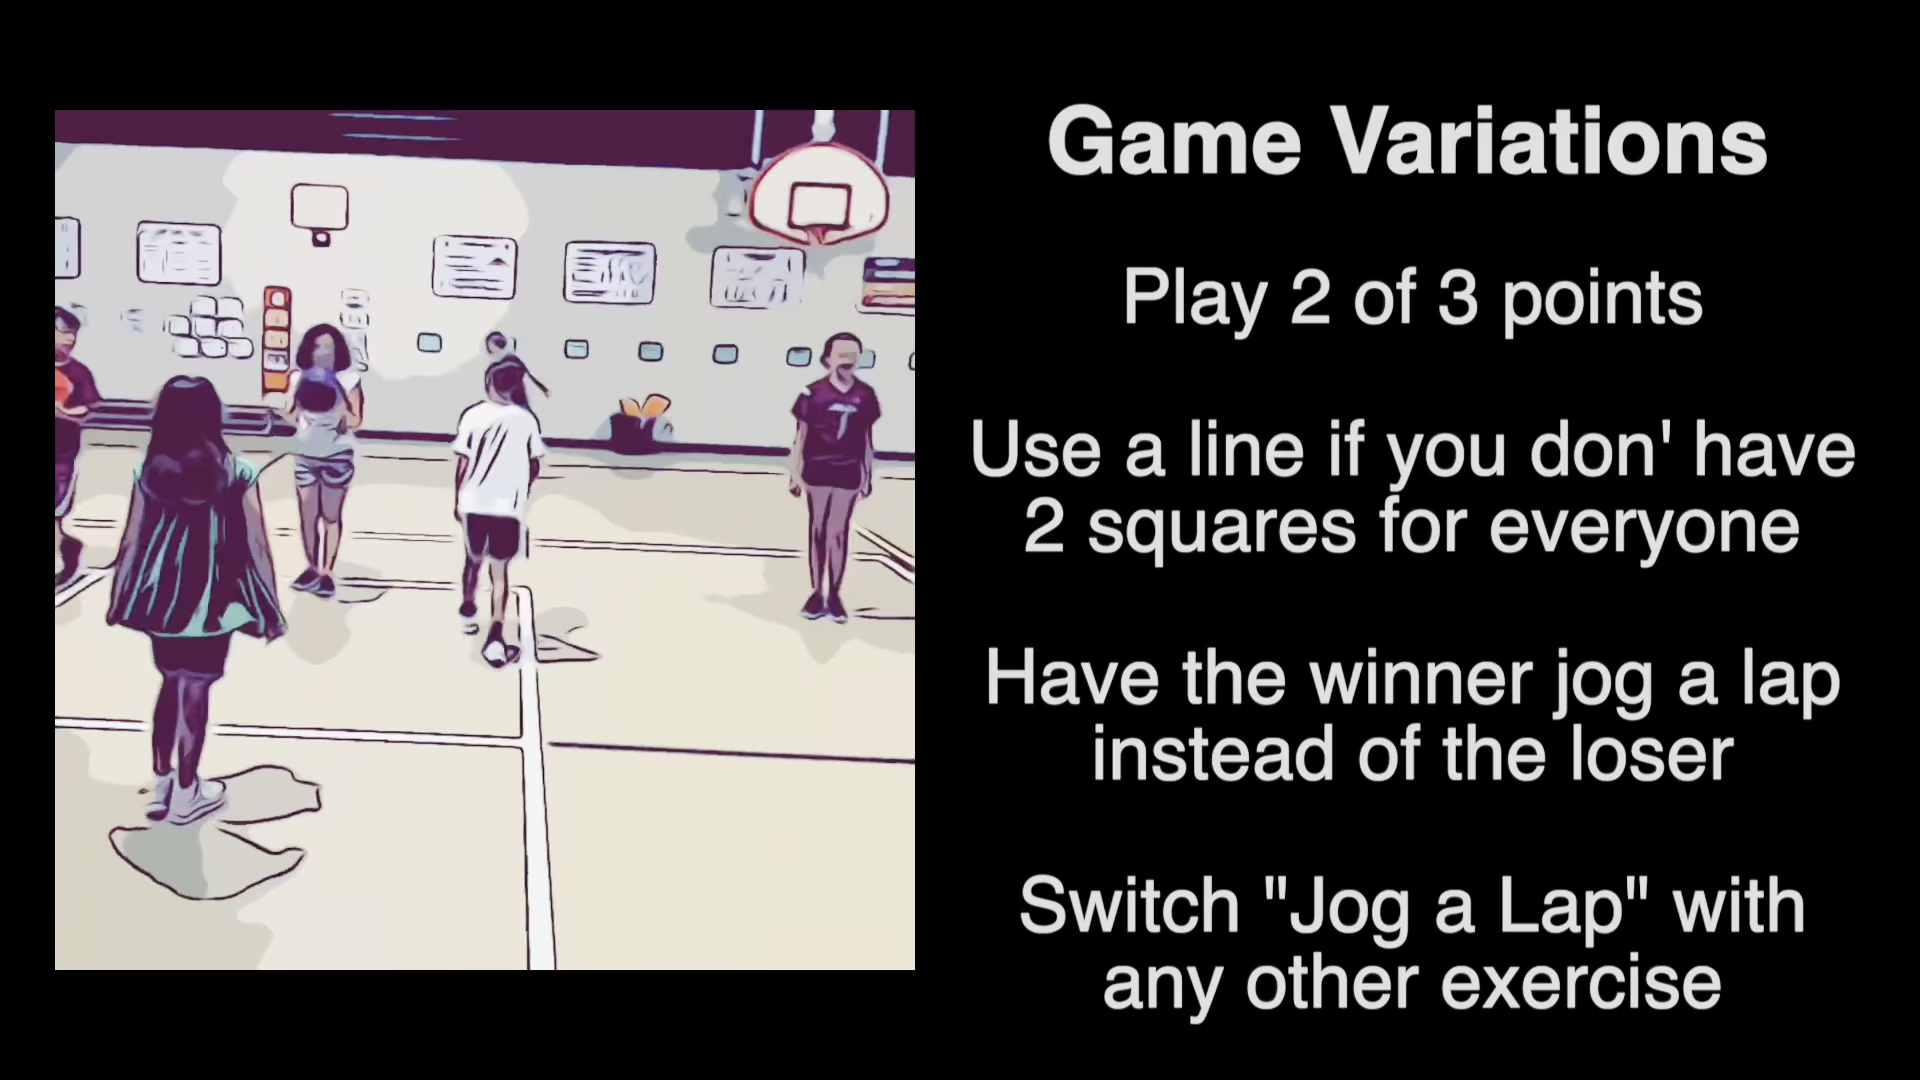 Game Variations
Play 2 of 3 points
Use a line if you don' have
2 squares for everyone
Have the winner jog a lap
instead of the loser
Switch "Jog a Lap" with
any other exercise